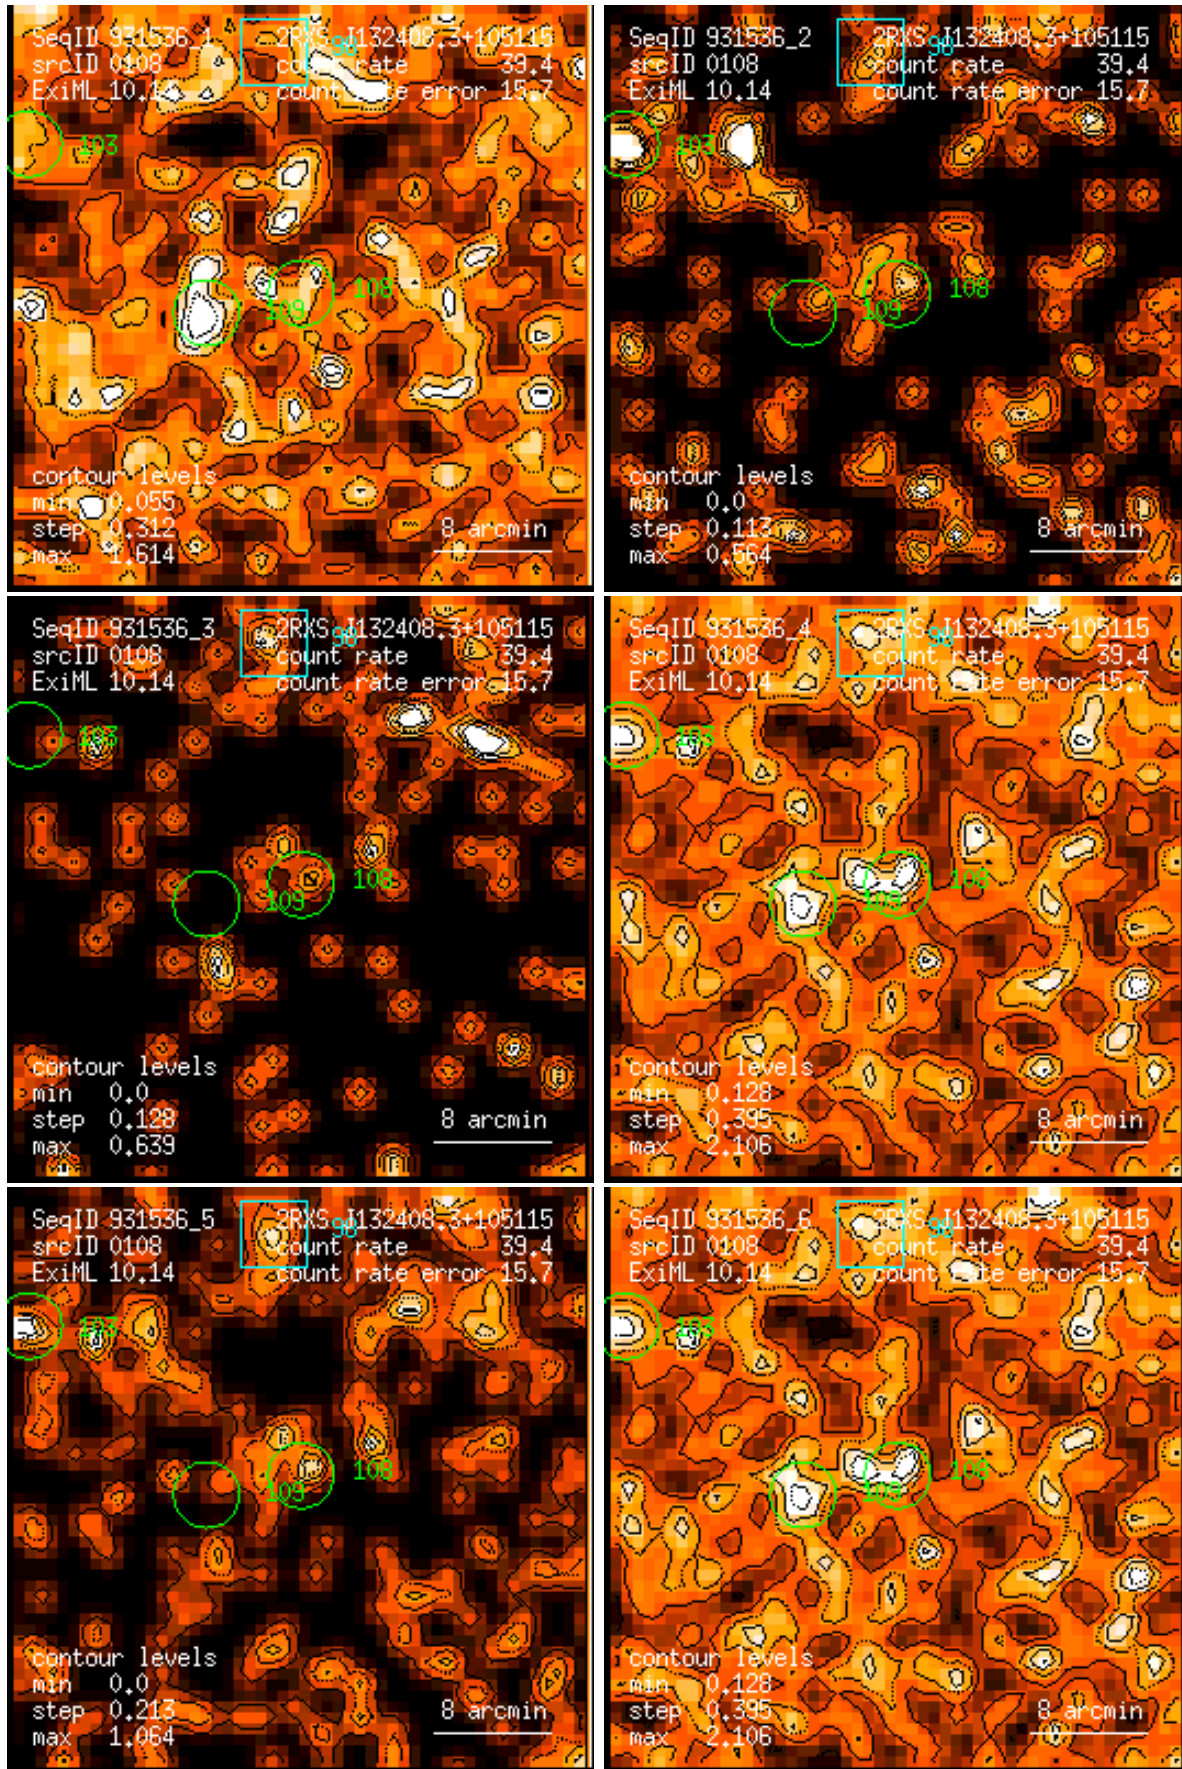 SeqID 931536_1 2RXS J132408.3+105115
srcID 0108 98 count rate 39.4
ExiML 10.14 count rate error 15.7
103
108
109
contour levels
min 0.055
step 0.312
max 1.614
8 arcmin
SeqID 931536_2 2RXS J132408.3+105115
srcID 0108 98 count rate 39.4
ExiML 10.14 count rate error 15.7
103
108
109
contour levels
min 0.0
step 0.113
max 0.564
8 arcmin
SeqID 931536_3 2RXS J132408.3+105115
srcID 0108 98 count rate 39.4
ExiML 10.14 count rate error 15.7
103
108
109
contour levels
min 0.0
step 0.128
max 0.639
8 arcmin
SeqID 931536_4 2RXS J132408.3+105115
srcID 0108 98 count rate 39.4
ExiML 10.14 count rate error 15.7
103
108
109
contour levels
min 0.128
step 0.395
max 2.106
8 arcmin
SeqID 931536_5 2RXS J132408.3+105115
srcID 0108 98 count rate 39.4
ExiML 10.14 count rate error 15.7
103
108
109
contour levels
min 0.0
step 0.213
max 1.064
8 arcmin
SeqID 931536_6 2RXS J132408.3+105115
srcID 0108 98 count rate 39.4
ExiML 10.14 count rate error 15.7
103
108
109
contour levels
min 0.128
step 0.395
max 2.106
8 arcmin